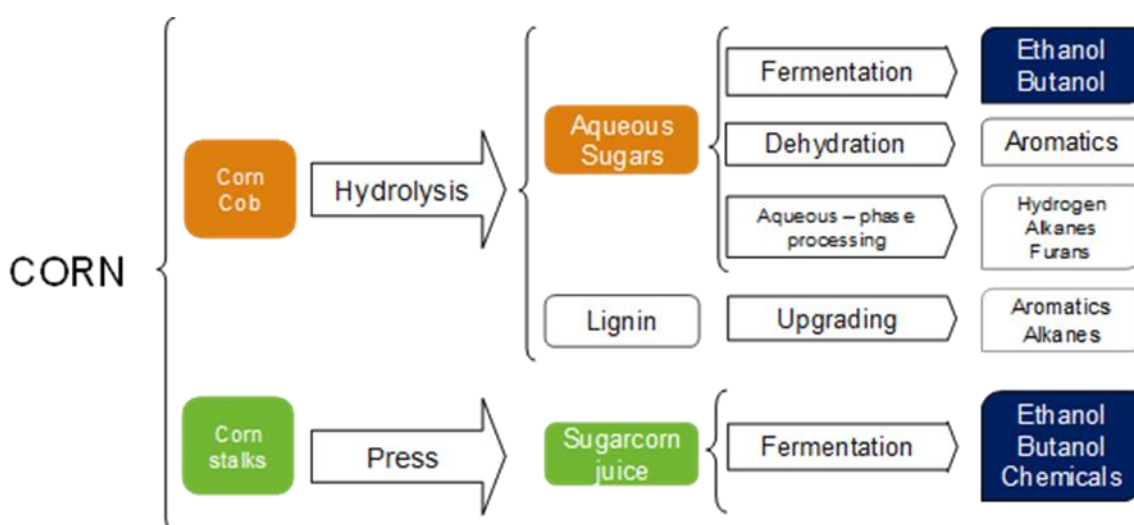 CORN
Corn
Cob
Hydrolysis
Aqueous
Sugars
Fermentation
Ethanol
Butanol
Dehydration
Aromatics
Aqueous – phase
processing
Hydrogen
Alkanes
Furans
Lignin
Upgrading
Aromatics
Alkanes
Corn
stalks
Press
Sugarcorn
juice
Fermentation
Ethanol
Butanol
Chemicals